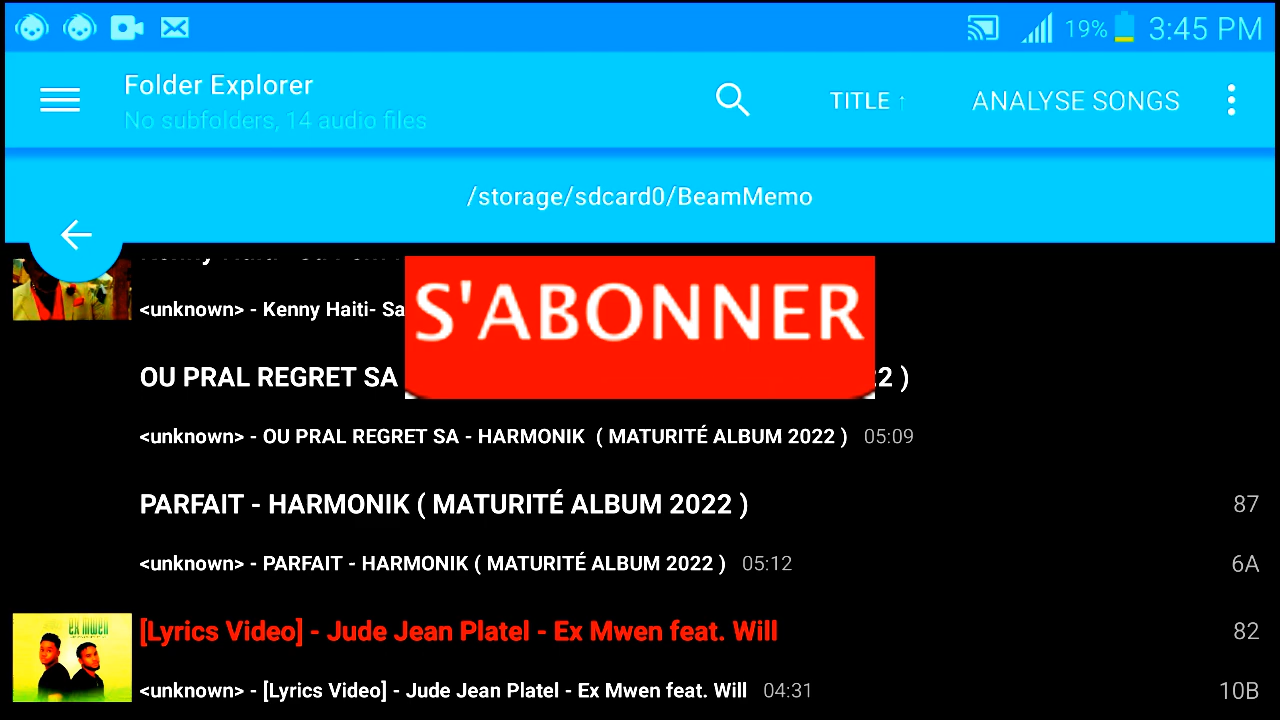 3:45 PM
19%
Folder Explorer
No subfolders, 14 audio files
TITLE ↑
ANALYSE SONGS
/storage/sdcard0/BeamMemo
<unknown> - Kenny Haiti- Sa
S'ABONNER
OU PRAL REGRET SA 22 )
<unknown> - OU PRAL REGRET SA - HARMONIK ( MATURITÉ ALBUM 2022 ) 05:09
PARFAIT - HARMONIK ( MATURITÉ ALBUM 2022 ) 87
<unknown> - PARFAIT - HARMONIK ( MATURITÉ ALBUM 2022 ) 05:12 6A
EX MWEN
[Lyrics Video] - Jude Jean Platel - Ex Mwen feat. Will 82
<unknown> - [Lyrics Video] - Jude Jean Platel - Ex Mwen feat. Will 04:31 10B